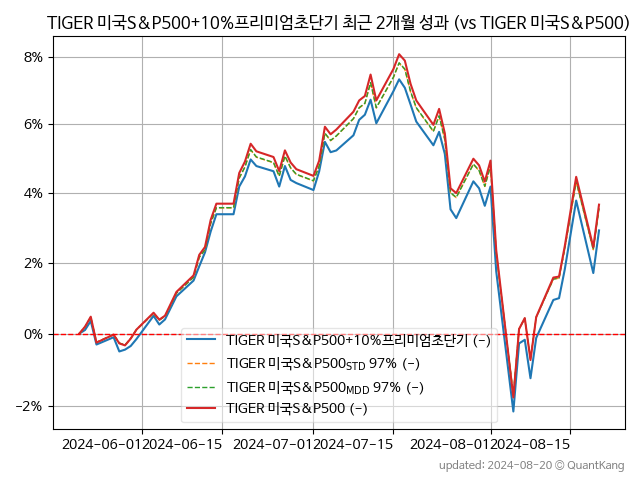 TIGER 미국S&P500+10%프리미엄초단기 최근 2개월 성과 (vs TIGER 미국S&P500)
8%
6%
4%
2%
0%
−2%
TIGER 미국S&P500+10%프리미엄초단기 (−)
TIGER 미국S&P500STD 97% (−)
TIGER 미국S&P500MDD 97% (−)
TIGER 미국S&P500 (−)
2024-06-01 2024-06-15 2024-07-01 2024-07-15 2024-08-01 2024-08-15
updated: 2024-08-20 © QuantKang